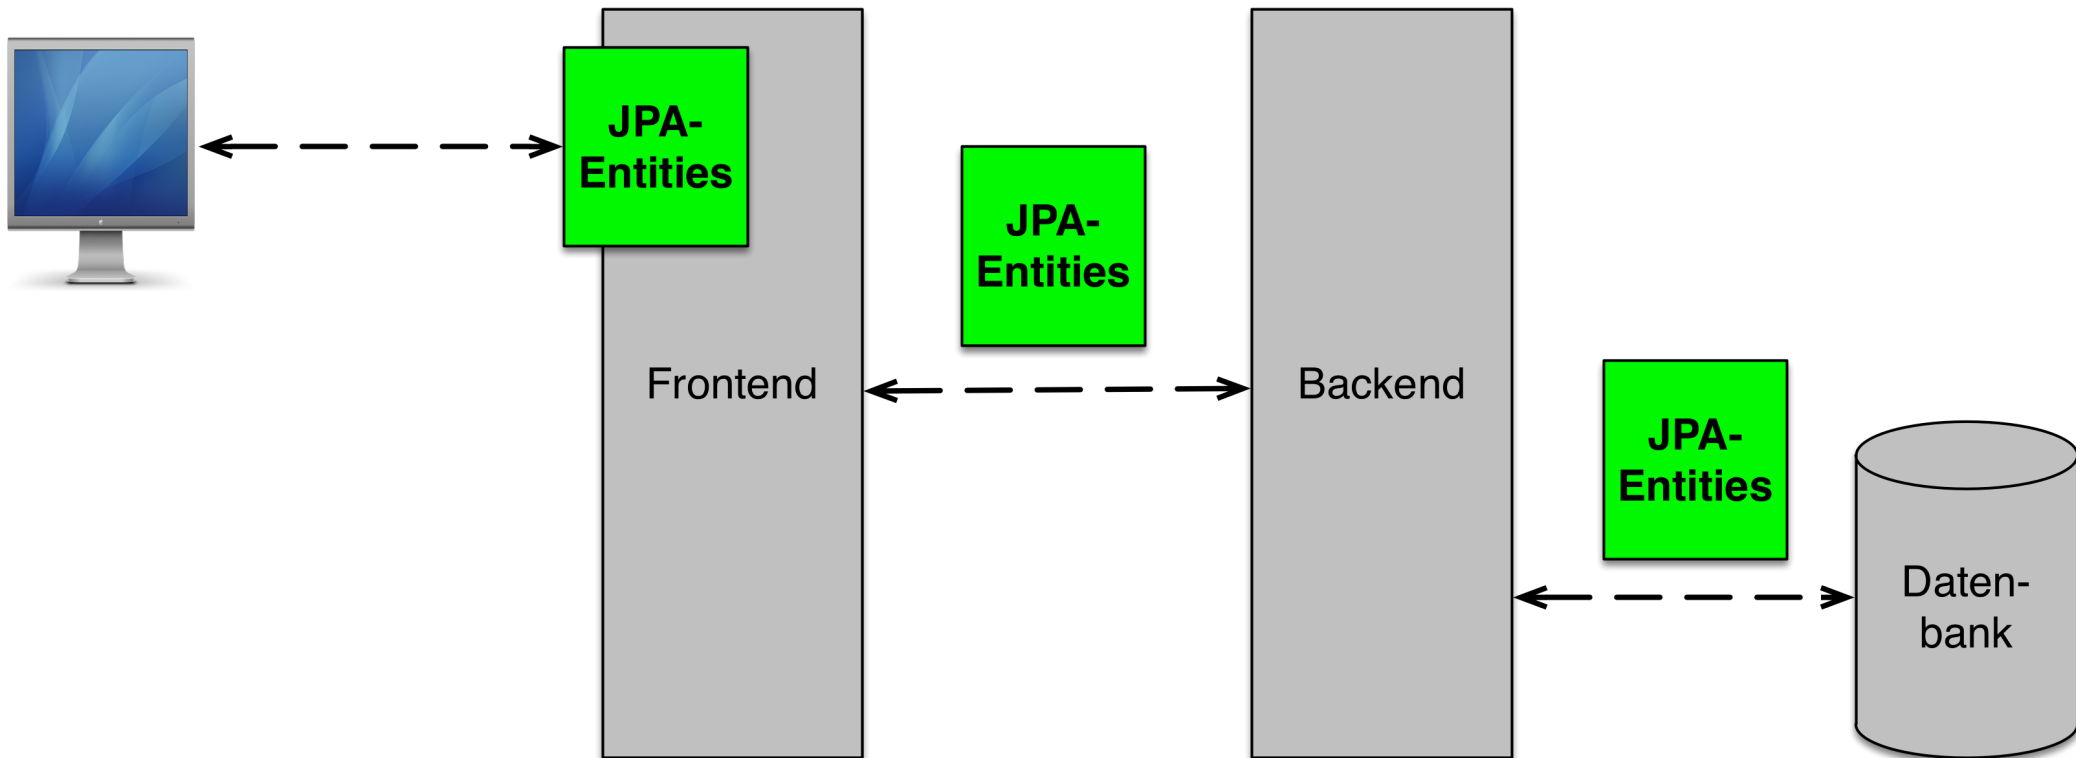 JPA-
Entities
JPA-
Entities
Frontend
Backend
JPA-
Entities
Daten-
bank